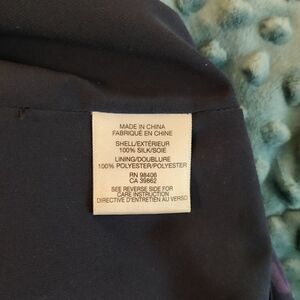 MADE IN CHINA
FABRIQUÉ EN CHINE
SHELL/EXTÉRIEUR
100% SILK/SOIE
LINING/DOUBLURE
100% POLYESTER/POLYESTER
RN 98406
CA 39862
SEE REVERSE SIDE FOR
CARE INSTRUCTION
DIRECTIVE D'ENTRETIEN AU VERSO